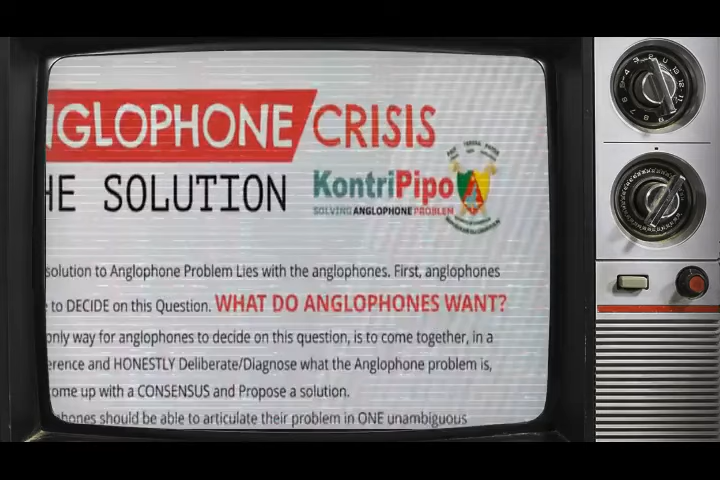 NGLOPHONE CRISIS
HE SOLUTION
KontriPipo
SOLVING ANGLOPHONE PROBLEM
solution to Anglophone Problem Lies with the anglophones. First, anglophones
to DECIDE on this Question. WHAT DO ANGLOPHONES WANT?
only way for anglophones to decide on this question, is to come together, in a
erence and HONESTLY Deliberate/Diagnose what the Anglophone problem is,
ome up with a CONSENSUS and Propose a solution.
phones should be able to articulate their problem in ONE unambiguous